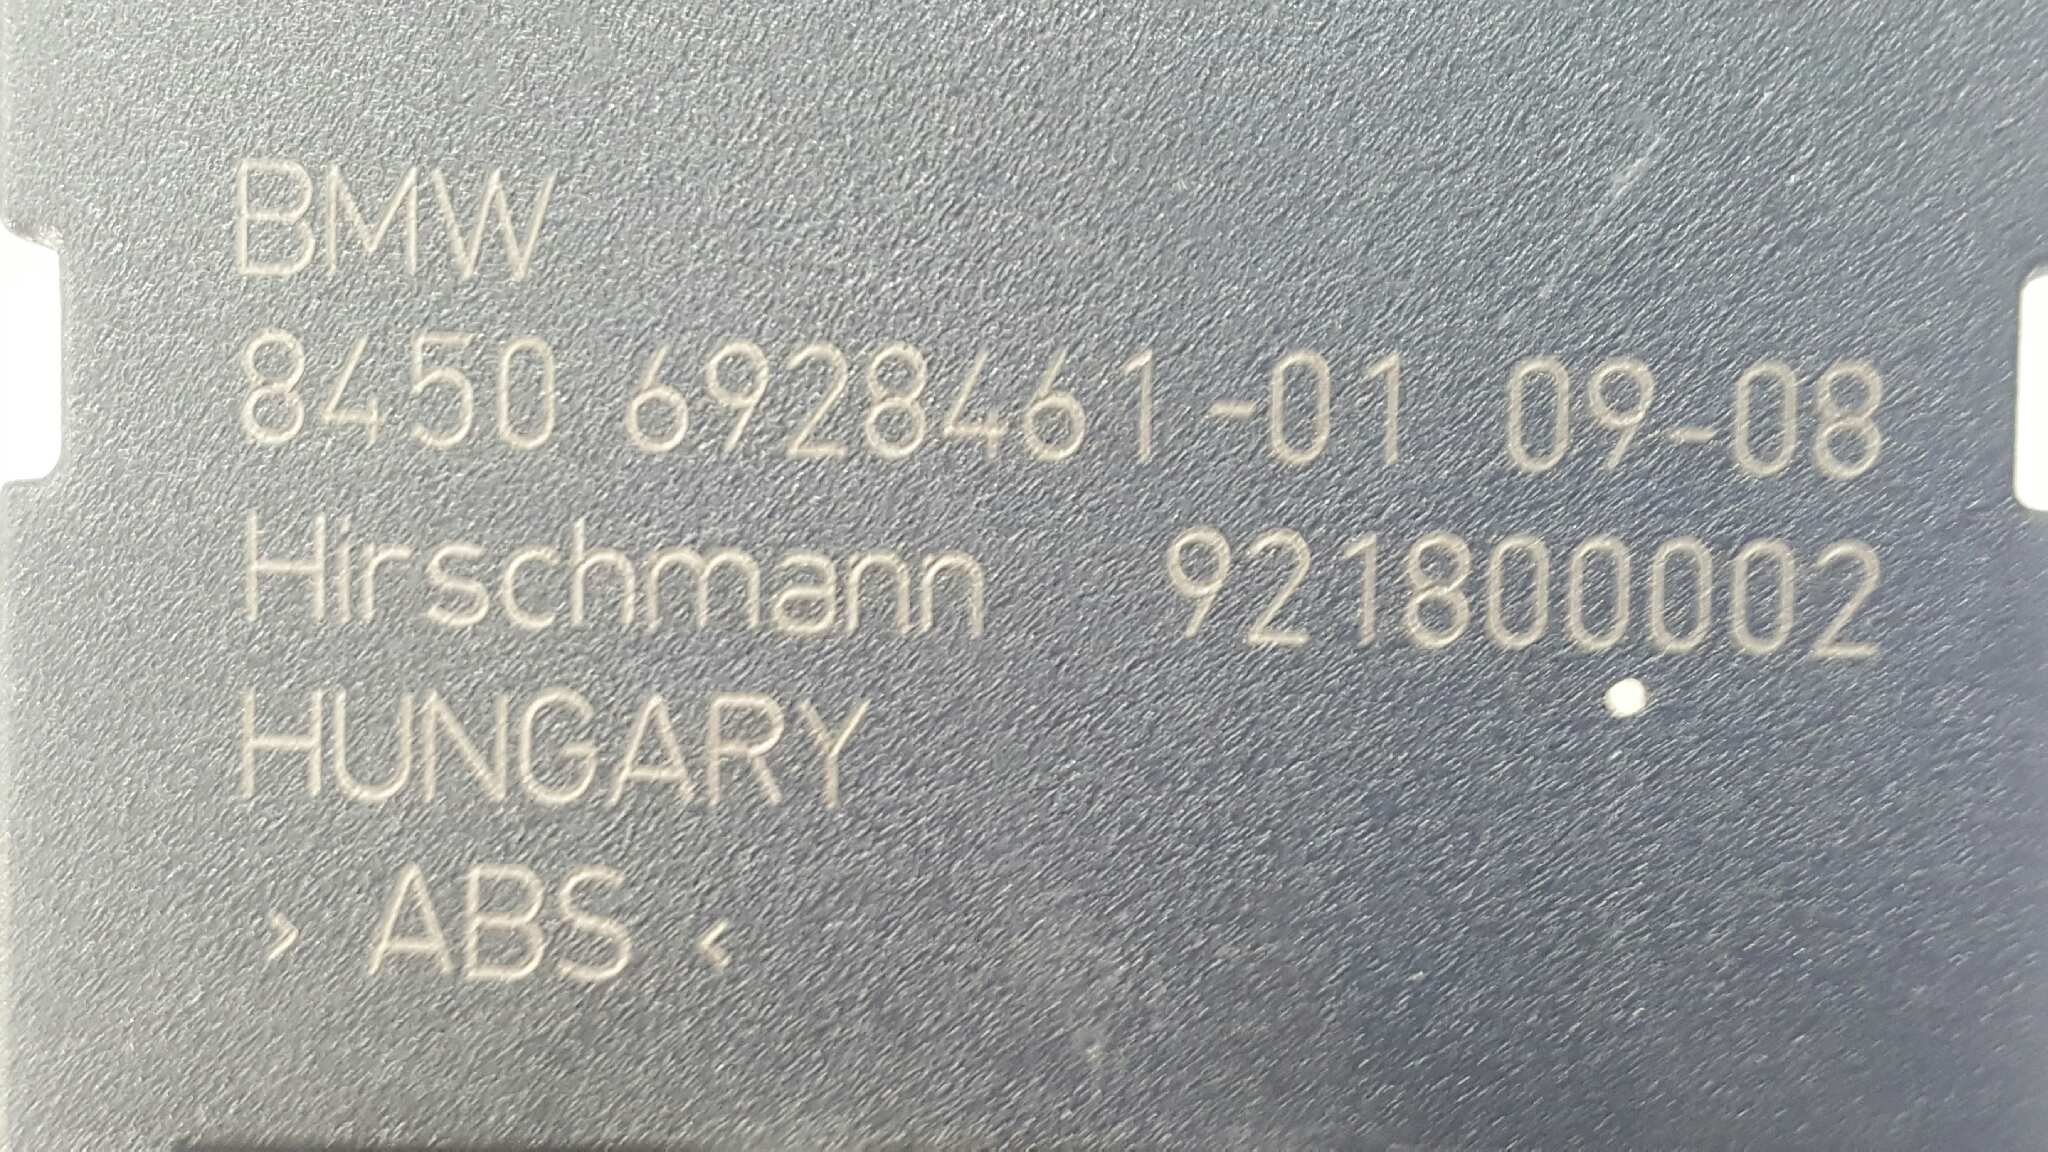 BMW
8450 6928461-01 09-08
Hirschmann 921800002
HUNGARY
> ABS <